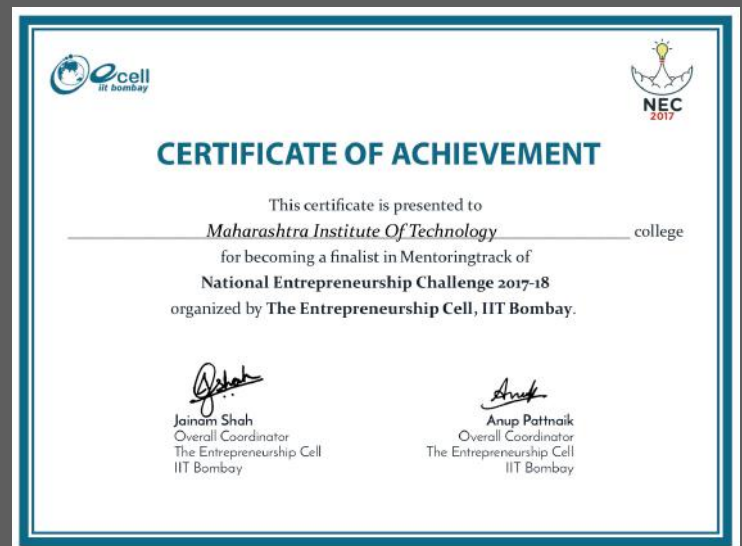 ecell
iit bombay
NEC
2017
CERTIFICATE OF ACHIEVEMENT
This certificate is presented to
Maharashtra Institute Of Technology college
for becoming a finalist in Mentoringtrack of
National Entrepreneurship Challenge 2017-18
organized by The Entrepreneurship Cell, IIT Bombay.
Jainam Shah
Overall Coordinator
The Entrepreneurship Cell
IIT Bombay
Anup Pattnaik
Overall Coordinator
The Entrepreneurship Cell
IIT Bombay